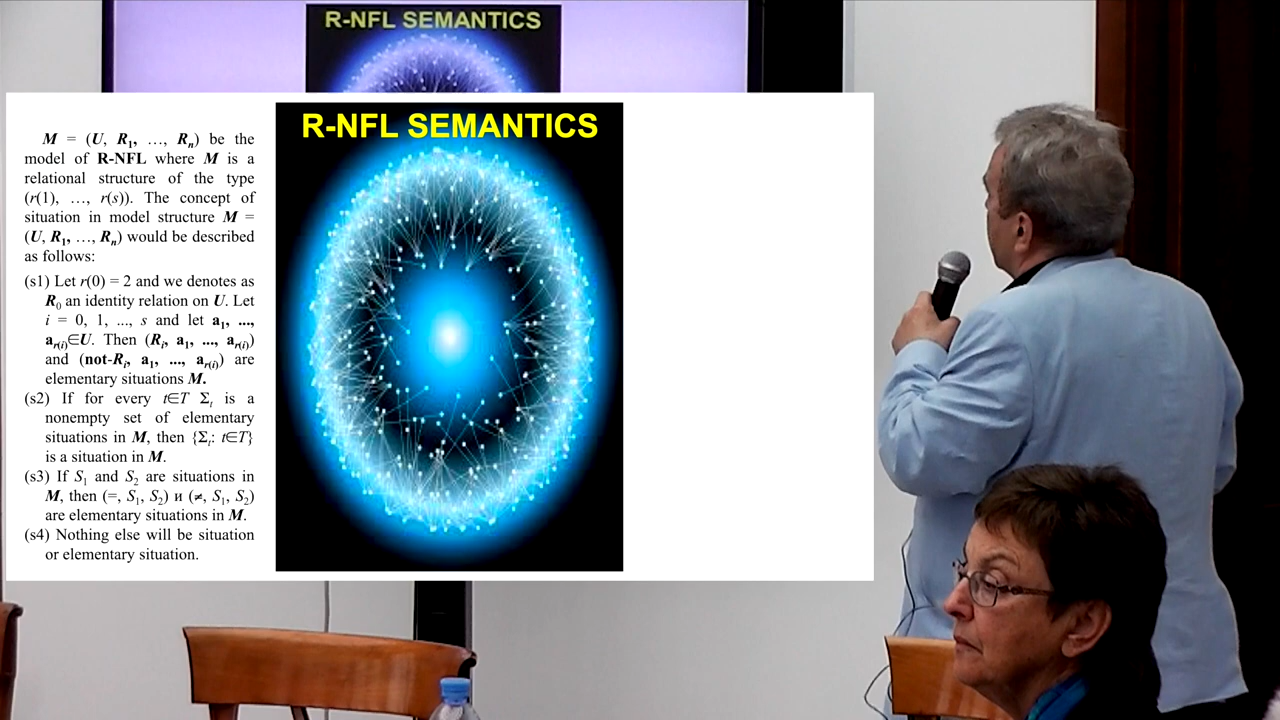 R-NFL SEMANTICS
R-NFL SEMANTICS
M = (U, R₁, …, Rₙ) be the
model of R-NFL where M is a
relational structure of the type
(r(1), …, r(s)). The concept of
situation in model structure M =
(U, R₁, …, Rₙ) would be described
as follows:
(s1) Let r(0) = 2 and we denotes as
R₀ an identity relation on U. Let
i = 0, 1, ..., s and let a₁, ...,
a_r(i)∈U. Then (Rᵢ, a₁, ..., a_r(i))
and (not-Rᵢ, a₁, ..., a_r(i)) are
elementary situations M.
(s2) If for every t∈T Σₜ is a
nonempty set of elementary
situations in M, then {Σₜ: t∈T}
is a situation in M.
(s3) If S₁ and S₂ are situations in
M, then (=, S₁, S₂) и (≠, S₁, S₂)
are elementary situations in M.
(s4) Nothing else will be situation
or elementary situation.